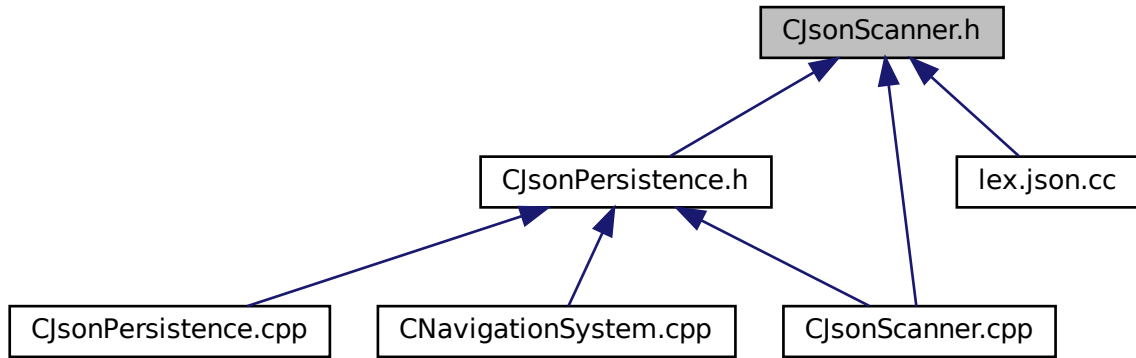 CJsonScanner.h
CJsonPersistence.h
lex.json.cc
CJsonPersistence.cpp
CNavigationSystem.cpp
CJsonScanner.cpp